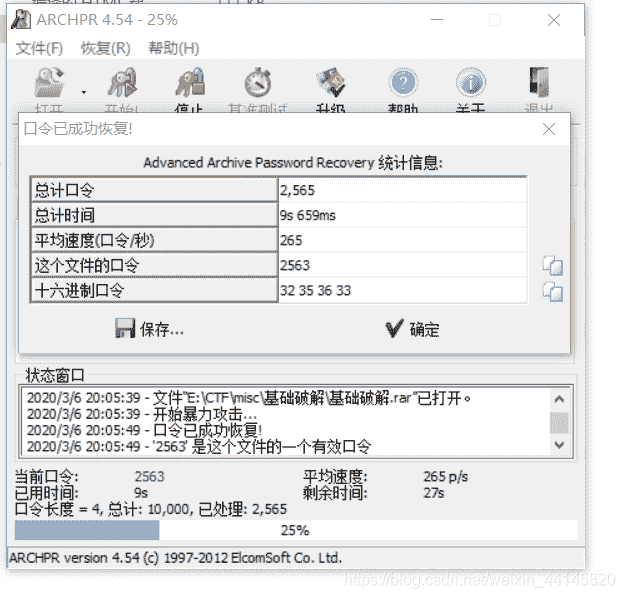 ARCHPR 4.54 - 25%
文件(F) 恢复(R) 帮助(H)
打开 开始! 停止 基准测试 升级 帮助 关于 退出
口令已成功恢复!
Advanced Archive Password Recovery 统计信息:
总计口令 2,565
总计时间 9s 659ms
平均速度(口令/秒) 265
这个文件的口令 2563
十六进制口令 32 35 36 33
保存... 确定
状态窗口
2020/3/6 20:05:39 - 文件"E:\CTF\misc\基础破解\基础破解.rar"已打开。
2020/3/6 20:05:39 - 开始暴力攻击...
2020/3/6 20:05:49 - 口令已成功恢复!
2020/3/6 20:05:49 - '2563' 是这个文件的一个有效口令
当前口令: 2563 平均速度: 265 p/s
已用时间: 9s 剩余时间: 27s
口令长度 = 4, 总计: 10,000, 已处理: 2,565
25%
ARCHPR version 4.54 (c) 1997-2012 ElcomSoft Co. Ltd.
https://blog.csdn.net/weixin_44145820